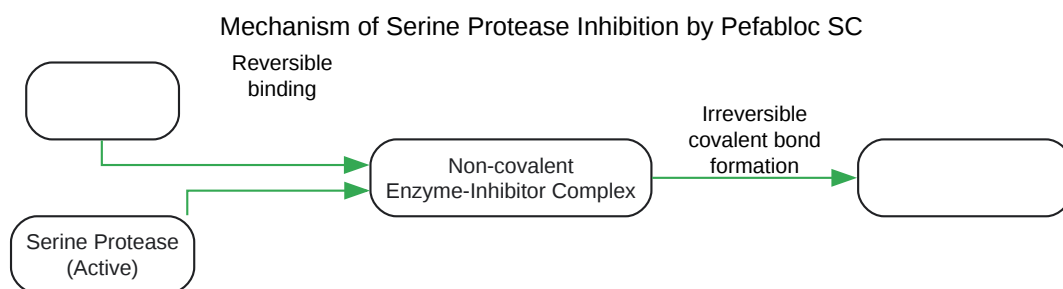 Mechanism of Serine Protease Inhibition by Pefabloc SC
Reversible
binding
Irreversible
covalent bond
formation
Non-covalent
Enzyme-Inhibitor Complex
Serine Protease
(Active)